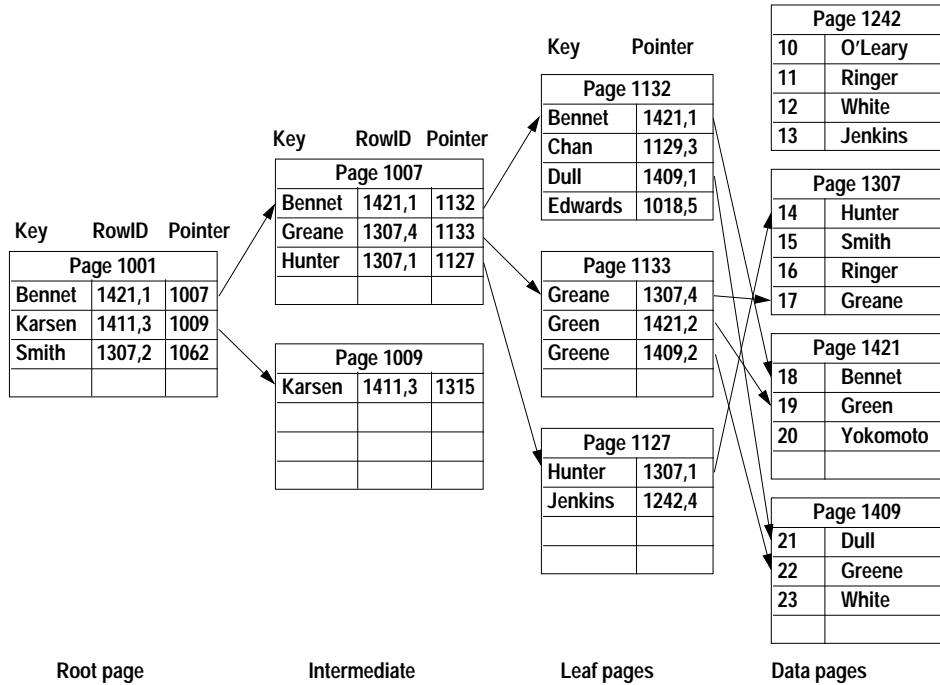 Key RowID Pointer
Page 1001
Bennet 1421,1 1007
Karsen 1411,3 1009
Smith 1307,2 1062
Root page
Key RowID Pointer
Page 1007
Bennet 1421,1 1132
Greane 1307,4 1133
Hunter 1307,1 1127
Page 1009
Karsen 1411,3 1315
Intermediate
Key Pointer
Page 1132
Bennet 1421,1
Chan 1129,3
Dull 1409,1
Edwards 1018,5
Page 1133
Greane 1307,4
Green 1421,2
Greene 1409,2
Page 1127
Hunter 1307,1
Jenkins 1242,4
Leaf pages
Page 1242
10 O'Leary
11 Ringer
12 White
13 Jenkins
Page 1307
14 Hunter
15 Smith
16 Ringer
17 Greane
Page 1421
18 Bennet
19 Green
20 Yokomoto
Page 1409
21 Dull
22 Greene
23 White
Data pages